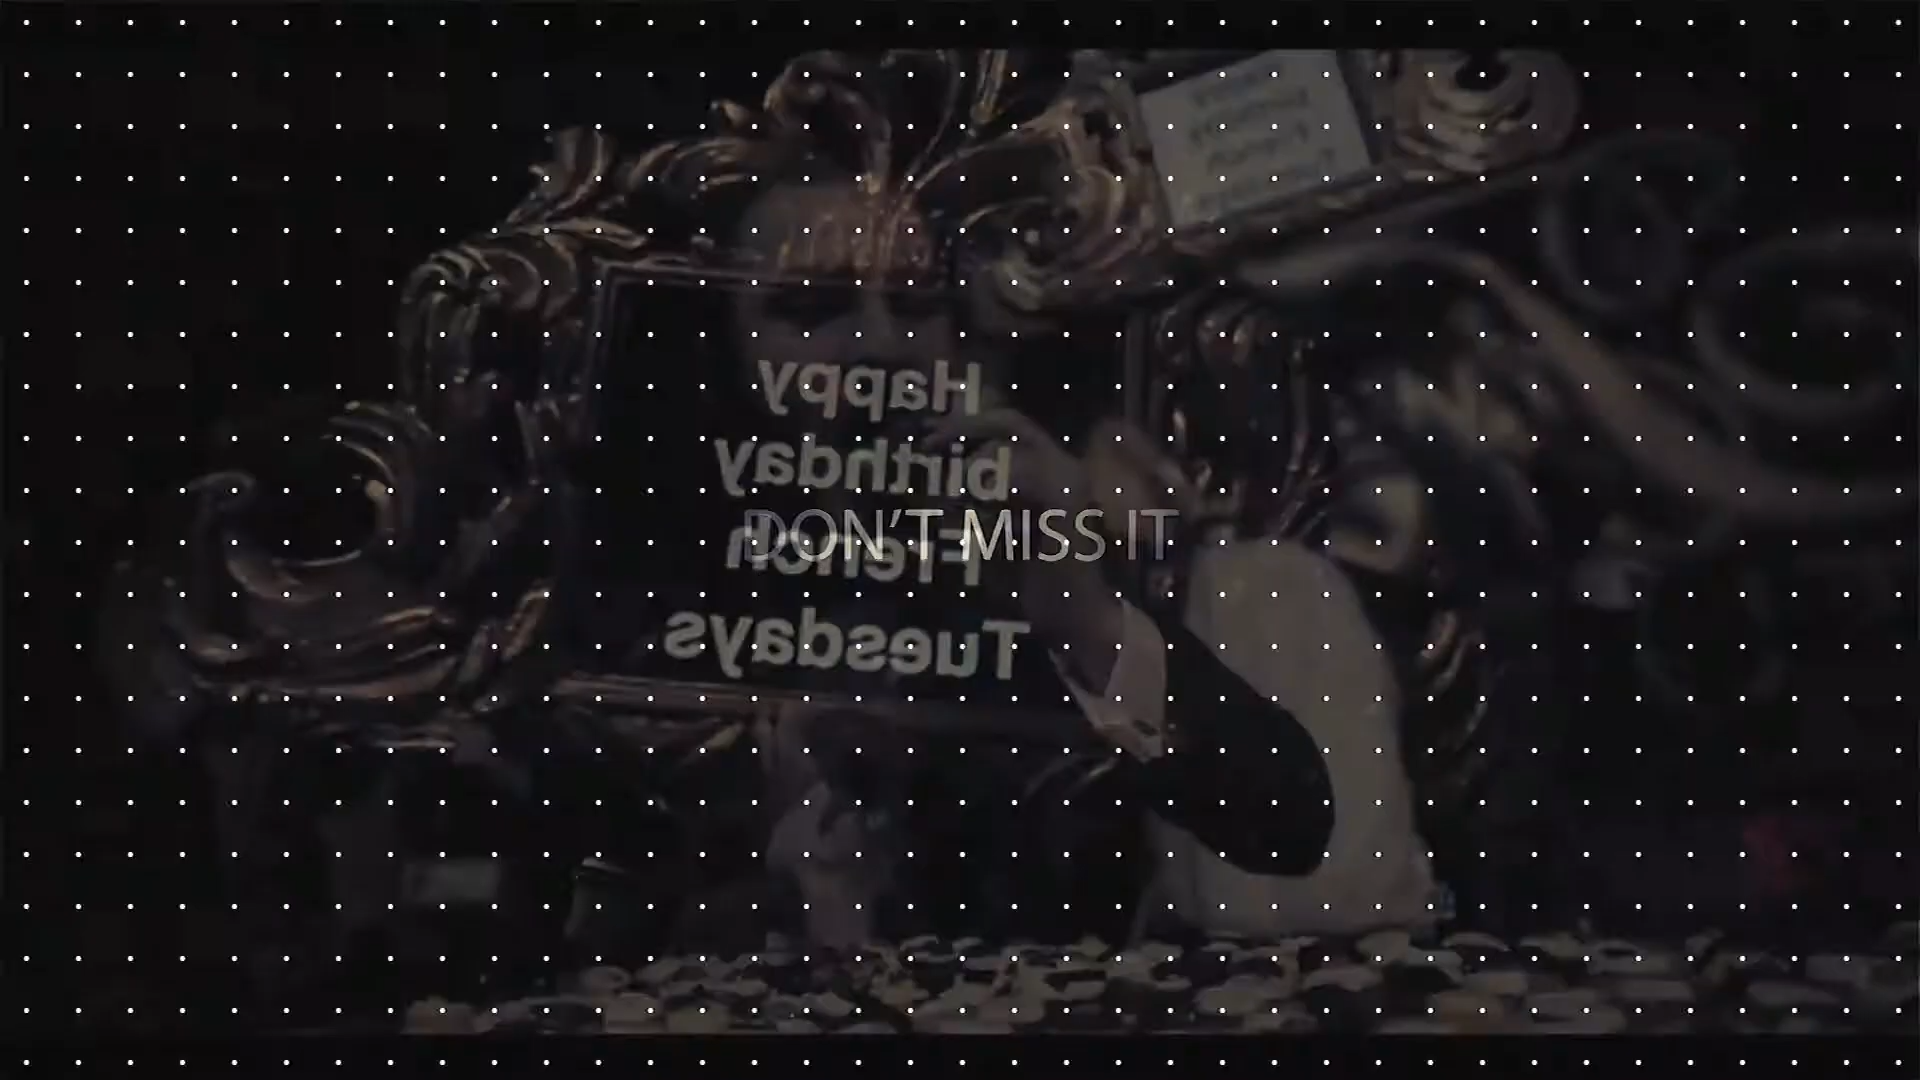 Happy
birthday
French
Tuesdays
DON'T MISS IT